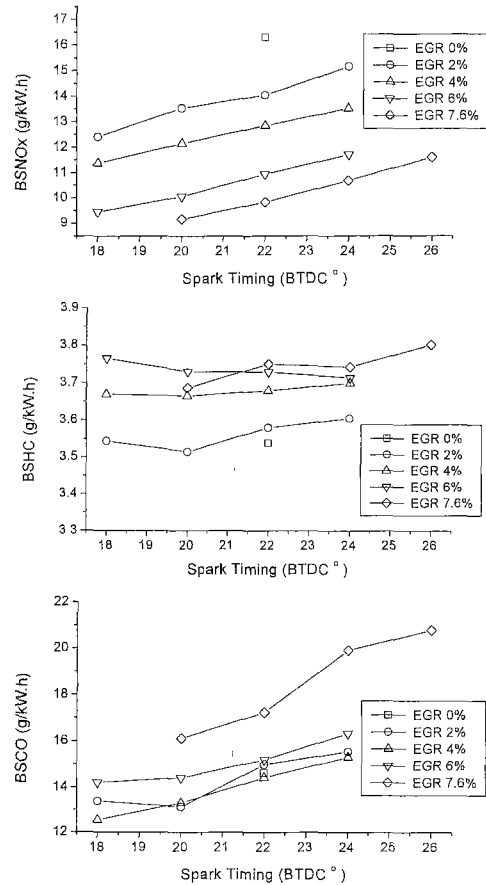 BSNOx (g/kW.h)
17
16
15
14
13
12
11
10
9
18 19 20 21 22 23 24 25 26
Spark Timing (BTDC °)
EGR 0%
EGR 2%
EGR 4%
EGR 6%
EGR 7.6%
BSHC (g/kW.h)
3.9
3.8
3.7
3.6
3.5
3.4
3 3
18 19 20 21 22 23 24 25 26
Spark Timing (BTDC °)
EGR 0%
EGR 2%
EGR 4%
EGR 6%
EGR 7.6%
BSCO (g/kW.h)
22
20
18
16
14
12
18 19 20 21 22 23 24 25 26
Spark Timing (BTDC °)
EGR 0%
EGR 2%
EGR 4%
EGR 6%
EGR 7.6%